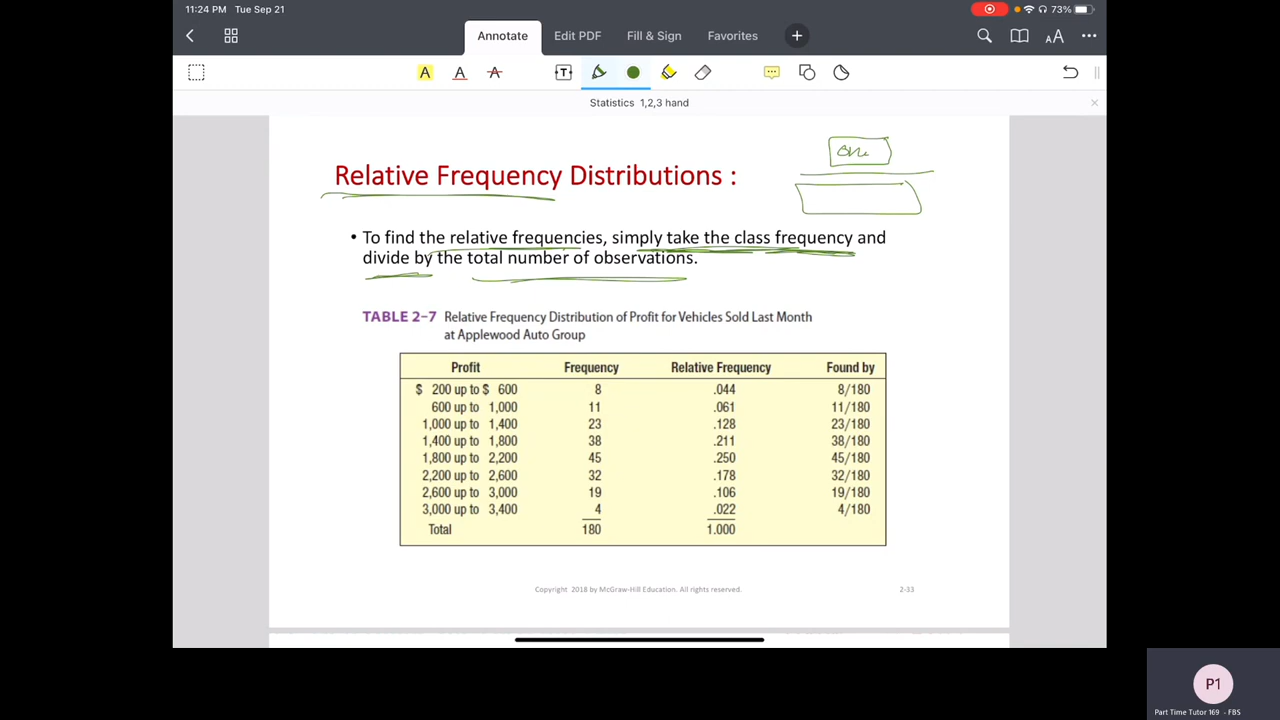 11:24 PM Tue Sep 21
73%
Annotate Edit PDF Fill & Sign Favorites
Statistics 1,2,3 hand
Relative Frequency Distributions :
• To find the relative frequencies, simply take the class frequency and
divide by the total number of observations.
TABLE 2–7 Relative Frequency Distribution of Profit for Vehicles Sold Last Month
at Applewood Auto Group
Profit Frequency Relative Frequency Found by
$ 200 up to $ 600 8 .044 8/180
600 up to 1,000 11 .061 11/180
1,000 up to 1,400 23 .128 23/180
1,400 up to 1,800 38 .211 38/180
1,800 up to 2,200 45 .250 45/180
2,200 up to 2,600 32 .178 32/180
2,600 up to 3,000 19 .106 19/180
3,000 up to 3,400 4 .022 4/180
Total 180 1.000
Copyright 2018 by McGraw-Hill Education. All rights reserved. 2-33
P1
Part Time Tutor 169 - FBS